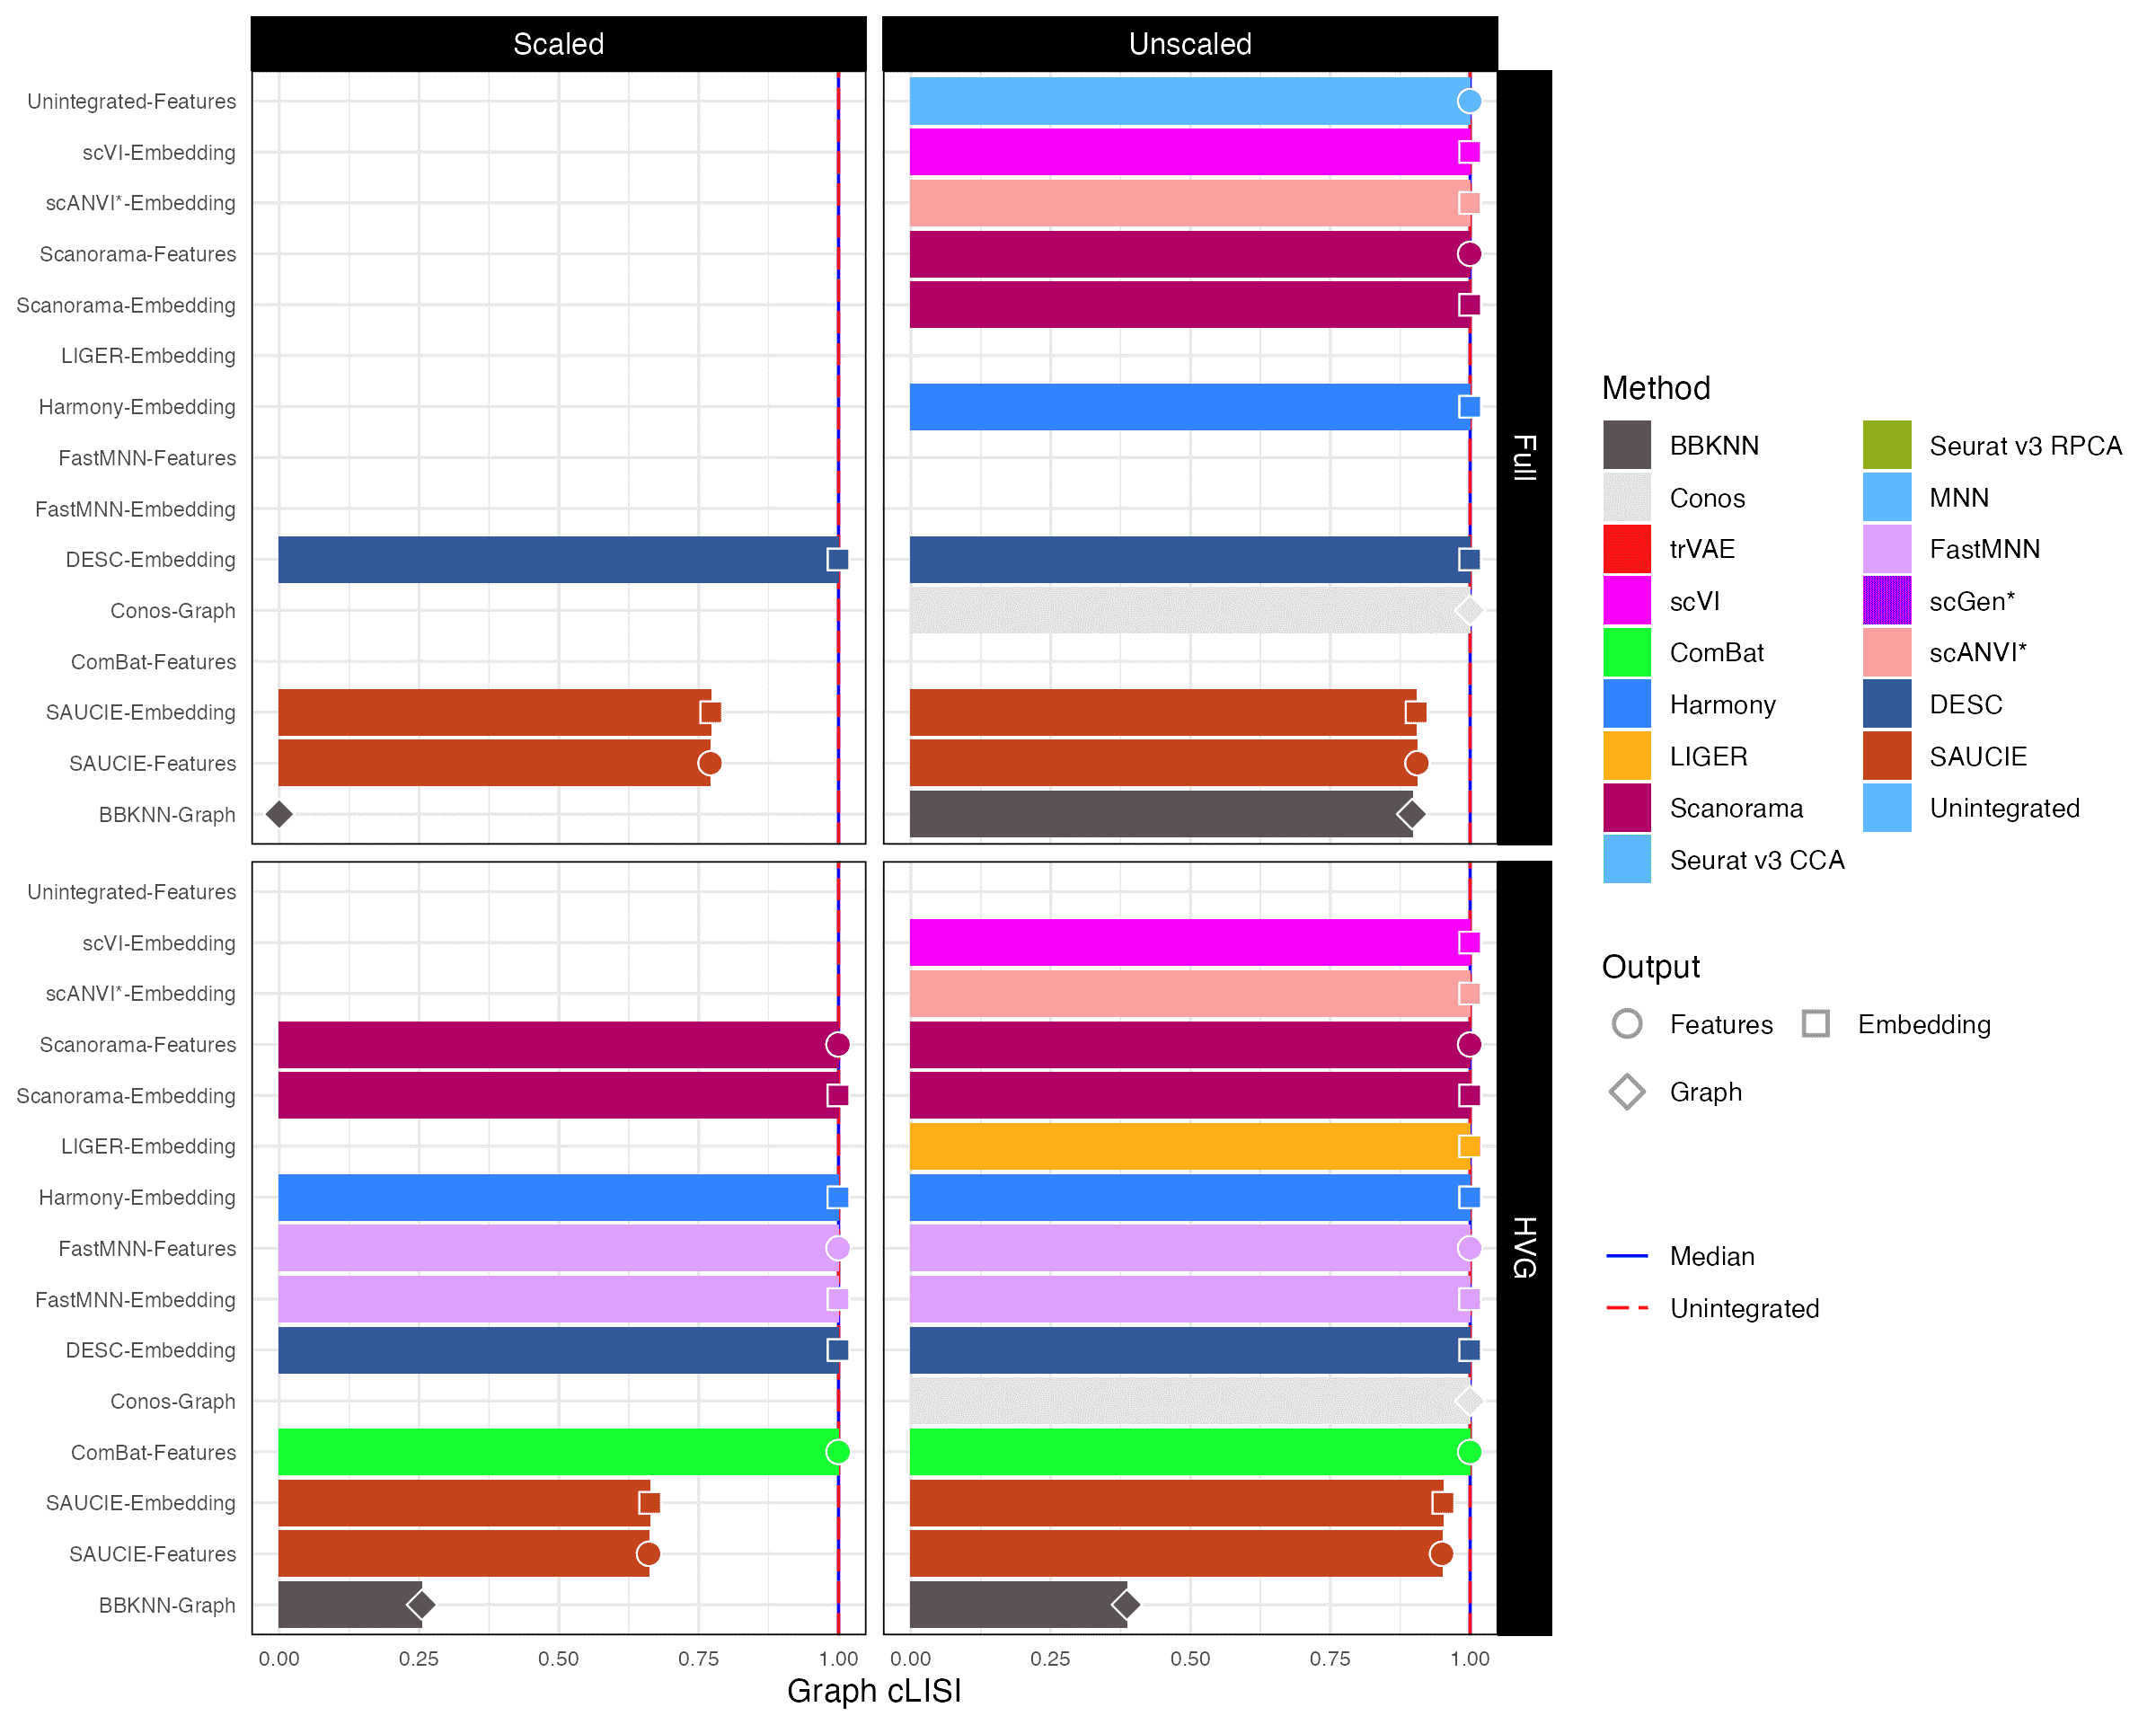 Scaled
Unscaled
Unintegrated-Features
scVI-Embedding
scANVI*-Embedding
Scanorama-Features
Scanorama-Embedding
LIGER-Embedding
Harmony-Embedding
FastMNN-Features
FastMNN-Embedding
DESC-Embedding
Conos-Graph
ComBat-Features
SAUCIE-Embedding
SAUCIE-Features
BBKNN-Graph
Full
Unintegrated-Features
scVI-Embedding
scANVI*-Embedding
Scanorama-Features
Scanorama-Embedding
LIGER-Embedding
Harmony-Embedding
FastMNN-Features
FastMNN-Embedding
DESC-Embedding
Conos-Graph
ComBat-Features
SAUCIE-Embedding
SAUCIE-Features
BBKNN-Graph
HVG
0.00 0.25 0.50 0.75 1.00
0.00 0.25 0.50 0.75 1.00
Graph cLISI
Method
BBKNN
Conos
trVAE
scVI
ComBat
Harmony
LIGER
Scanorama
Seurat v3 CCA
Seurat v3 RPCA
MNN
FastMNN
scGen*
scANVI*
DESC
SAUCIE
Unintegrated
Output
Features
Embedding
Graph
Median
Unintegrated